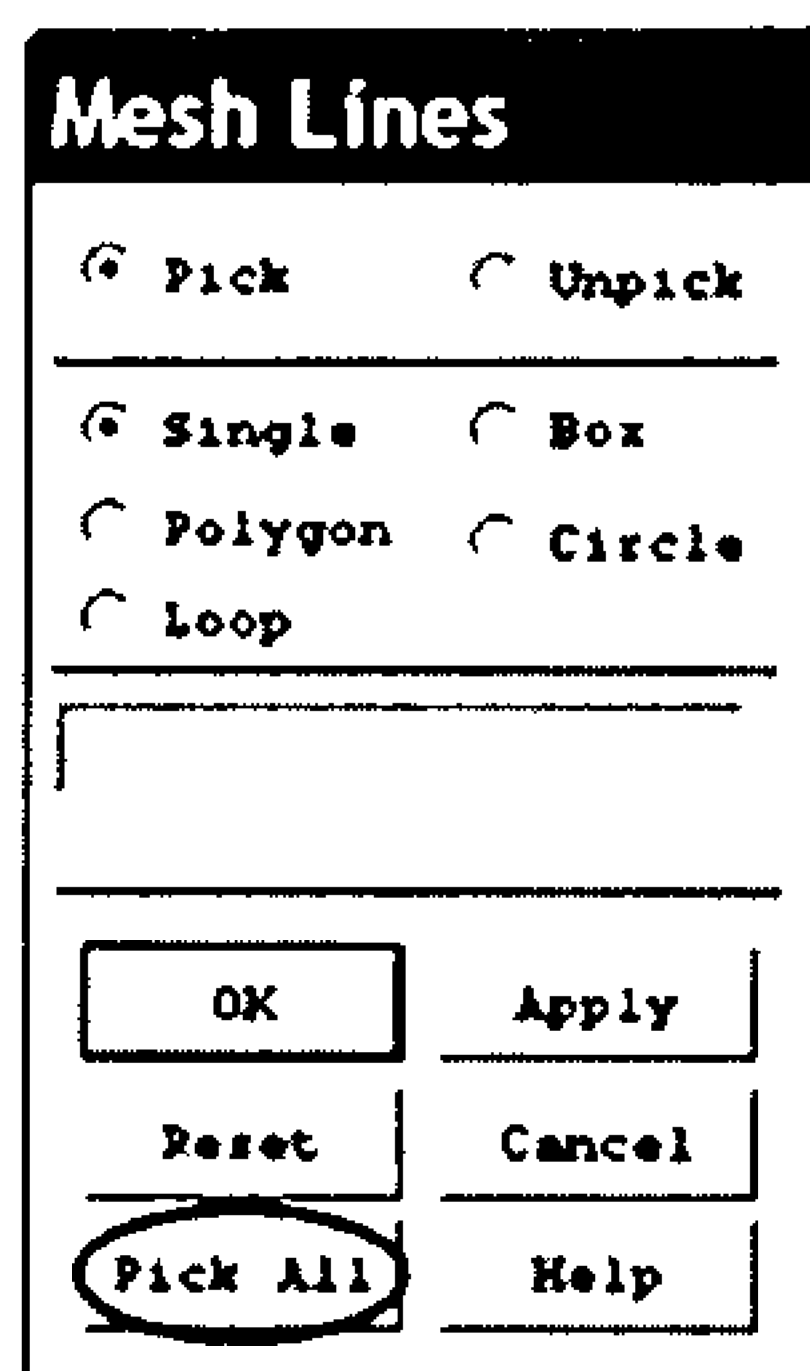 Mesh Lines
Pick Unpick
Single Box
Polygon Circle
Loop
OK Apply
Reset Cancel
Pick All Help